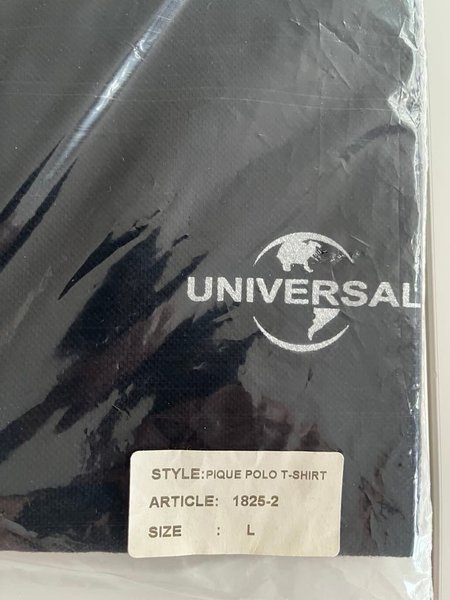 UNIVERSAL
STYLE:PIQUE POLO T-SHIRT
ARTICLE: 1825-2
SIZE : L